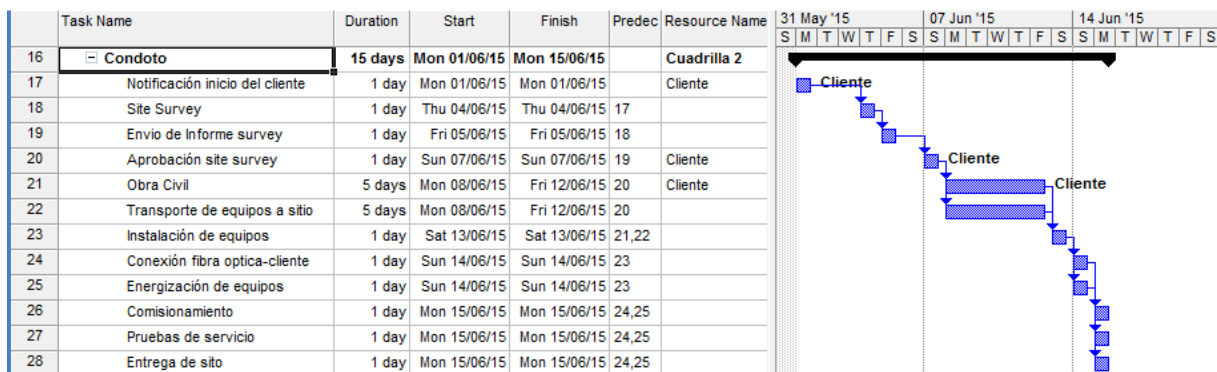 Task Name Duration Start Finish Predec Resource Name 31 May '15 07 Jun '15 14 Jun '15
S M T W T F S S M T W T F S S M T W T F S
16 Condoto 15 days Mon 01/06/15 Mon 15/06/15 Cuadrilla 2
17 Notificación inicio del cliente 1 day Mon 01/06/15 Mon 01/06/15 Cliente Cliente
18 Site Survey 1 day Thu 04/06/15 Thu 04/06/15 17
19 Envio de Informe survey 1 day Fri 05/06/15 Fri 05/06/15 18
20 Aprobación site survey 1 day Sun 07/06/15 Sun 07/06/15 19 Cliente Cliente
21 Obra Civil 5 days Mon 08/06/15 Fri 12/06/15 20 Cliente Cliente
22 Transporte de equipos a sitio 5 days Mon 08/06/15 Fri 12/06/15 20
23 Instalación de equipos 1 day Sat 13/06/15 Sat 13/06/15 21,22
24 Conexión fibra optica-cliente 1 day Sun 14/06/15 Sun 14/06/15 23
25 Energización de equipos 1 day Sun 14/06/15 Sun 14/06/15 23
26 Comisionamiento 1 day Mon 15/06/15 Mon 15/06/15 24,25
27 Pruebas de servicio 1 day Mon 15/06/15 Mon 15/06/15 24,25
28 Entrega de sito 1 day Mon 15/06/15 Mon 15/06/15 24,25